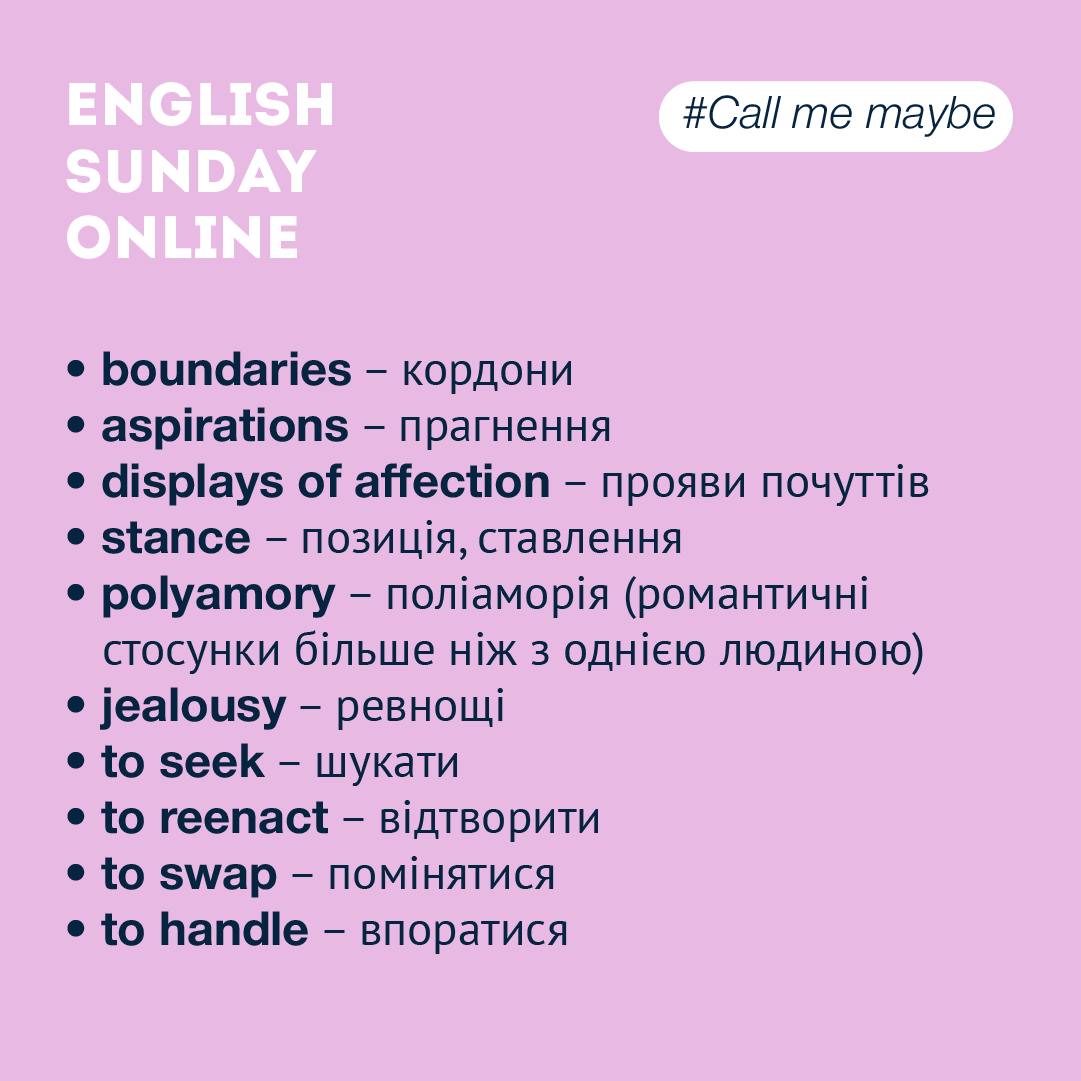 ENGLISH
SUNDAY
ONLINE
#Call me maybe
• boundaries – кордони
• aspirations – прагнення
• displays of affection – прояви почуттів
• stance – позиція, ставлення
• polyamory – поліаморія (романтичні
стосунки більше ніж з однією людиною)
• jealousy – ревнощі
• to seek – шукати
• to reenact – відтворити
• to swap – помінятися
• to handle – впоратися